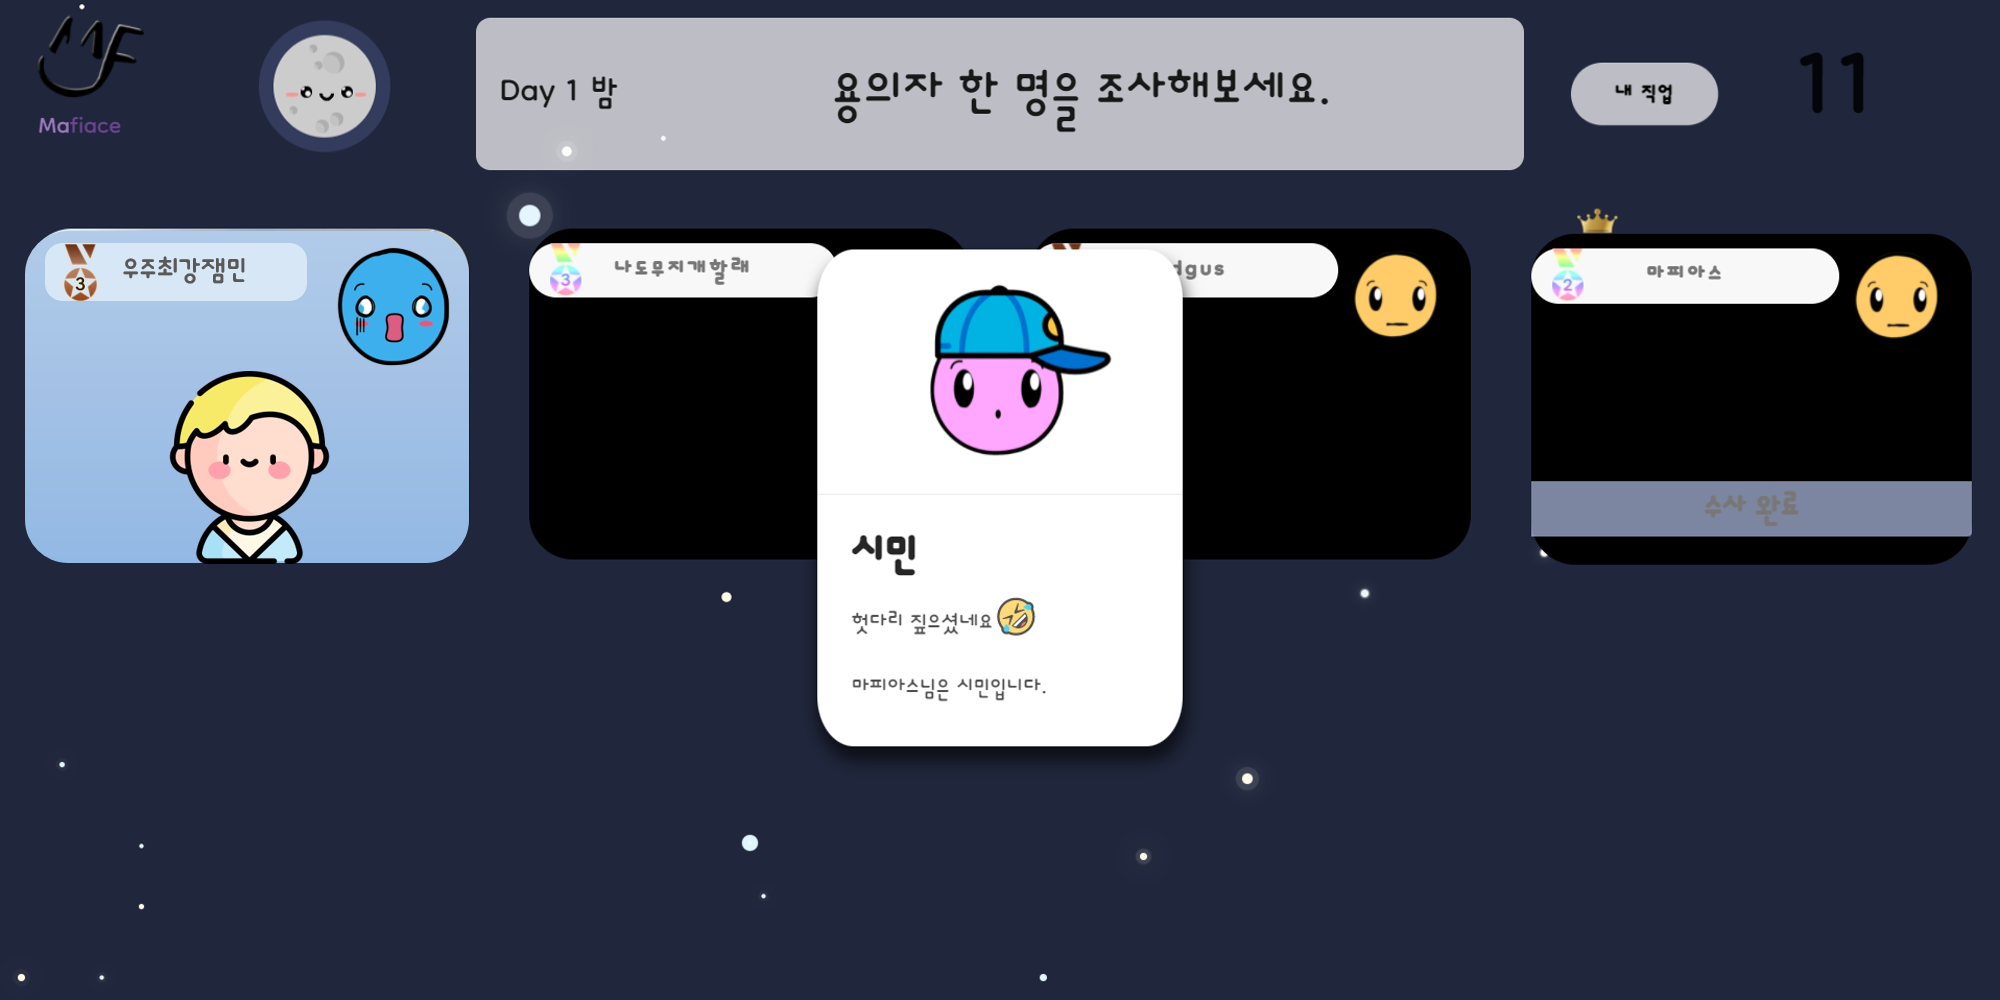 Mafiace
Day 1 밤
용의자 한 명을 조사해보세요.
내 직업
11
3 우주최강잼민
3 나도무지개할래
dgus
2 마피아스
수사 완료
시민
헛다리 짚으셨네요
마피아스님은 시민입니다.